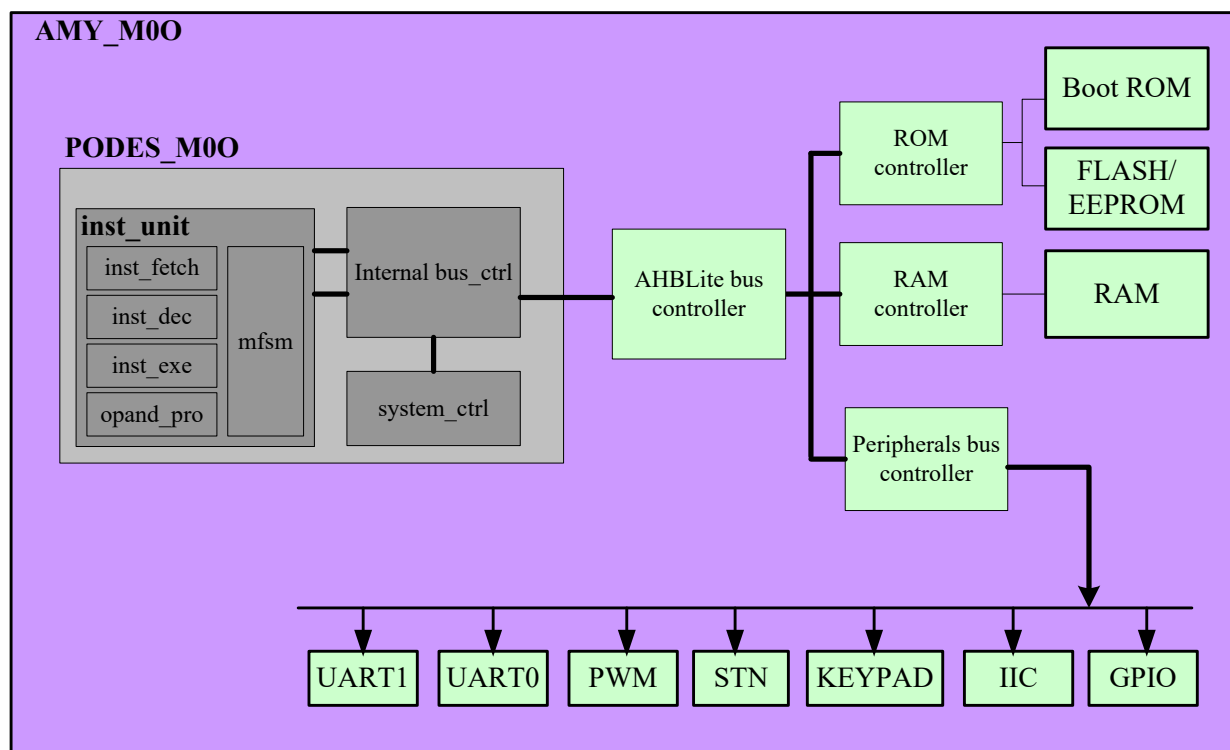 AMY_M0O
PODES_M0O
inst_unit
inst_fetch
inst_dec
inst_exe
opand_pro
mfsm
Internal bus_ctrl
system_ctrl
AHBLite bus
controller
ROM
controller
Boot ROM
FLASH/
EEPROM
RAM
controller
RAM
Peripherals bus
controller
UART1
UART0
PWM
STN
KEYPAD
IIC
GPIO